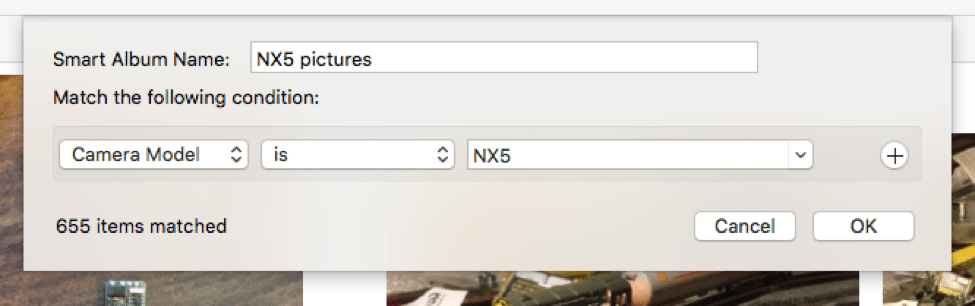 Smart Album Name: NX5 pictures
Match the following condition:
Camera Model is NX5
655 items matched Cancel OK